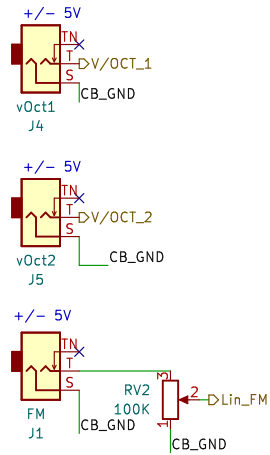 +/- 5V
TN
T
V/OCT_1
S
CB_GND
vOct1
J4
+/- 5V
TN
T
V/OCT_2
S
CB_GND
vOct2
J5
+/- 5V
TN
T
S
3
RV2
2
Lin_FM
100K
FM
CB_GND
1
J1
CB_GND